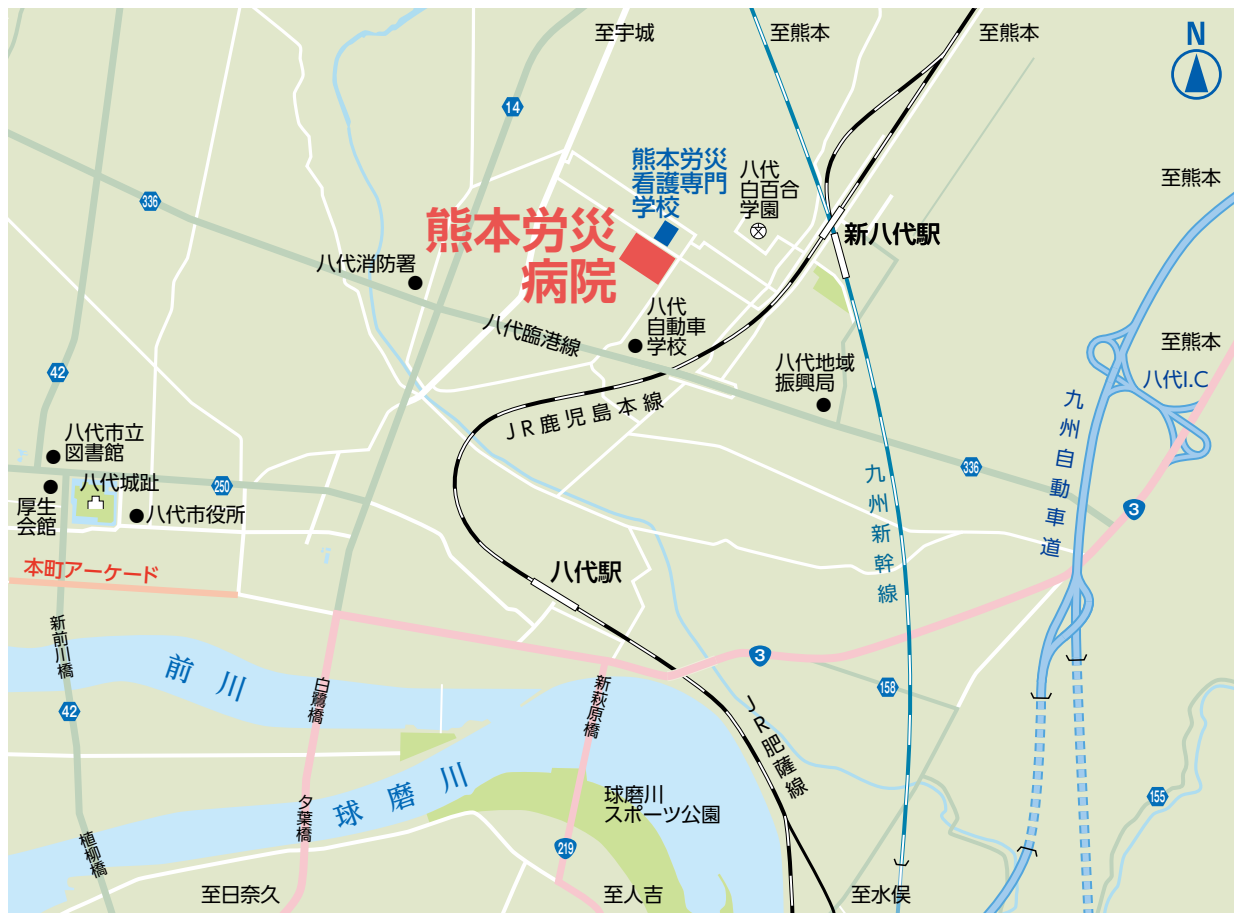 至宇城
至熊本
至熊本
N
14
熊本労災
看護専門
学校
八代
白百合
学園
文
至熊本
336
熊本労災
病院
新八代駅
八代消防署
八代臨港線
八代
自動車
学校
八代地域
振興局
至熊本
八代I.C
42
JR鹿児島本線
九州自動車道
八代市立
図書館
八代城趾
250
336
厚生
会館
八代市役所
九州新幹線
3
本町アーケード
八代駅
新前川橋
前川
白鷺橋
新萩原橋
3
158
42
JR肥薩線
球磨川
球磨川
スポーツ公園
155
夕葉橋
植柳橋
219
至日奈久
至人吉
至水俣